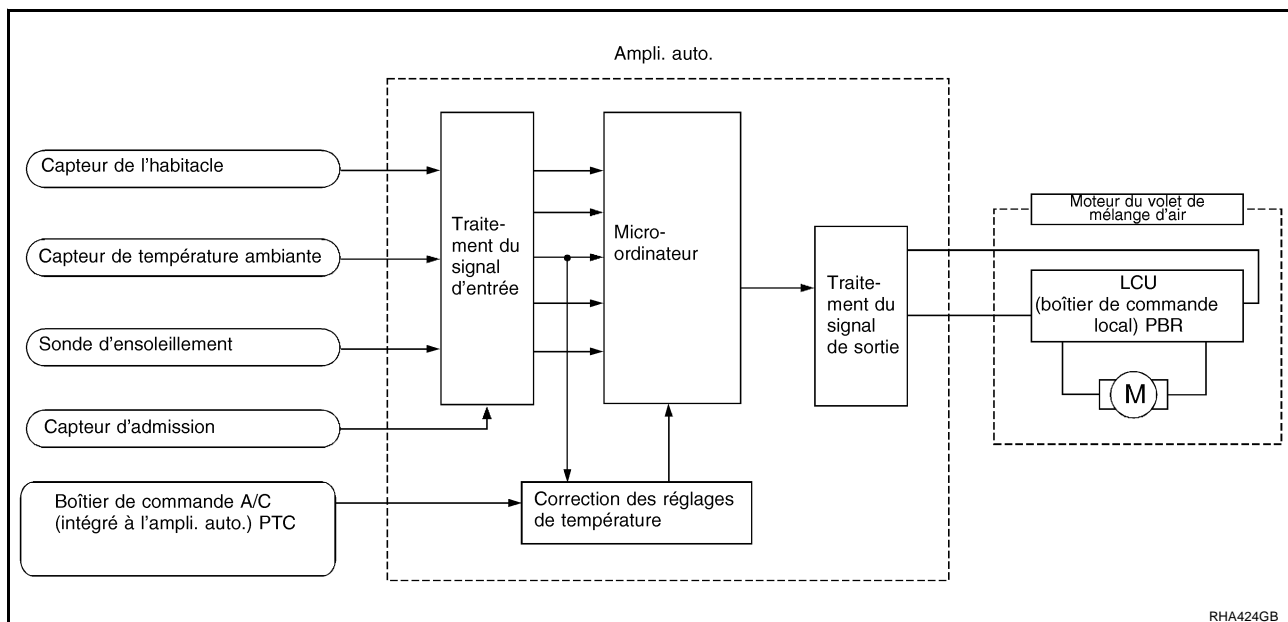 Ampli. auto.
Capteur de l'habitacle
Capteur de température ambiante
Sonde d'ensoleillement
Capteur d'admission
Boîtier de commande A/C
(intégré à l'ampli. auto.) PTC
Traite-
ment du
signal
d'entrée
Micro-
ordinateur
Correction des réglages
de température
Traite-
ment du
signal
de sortie
Moteur du volet de
mélange d'air
LCU
(boîtier de commande
local) PBR
M
RHA424GB